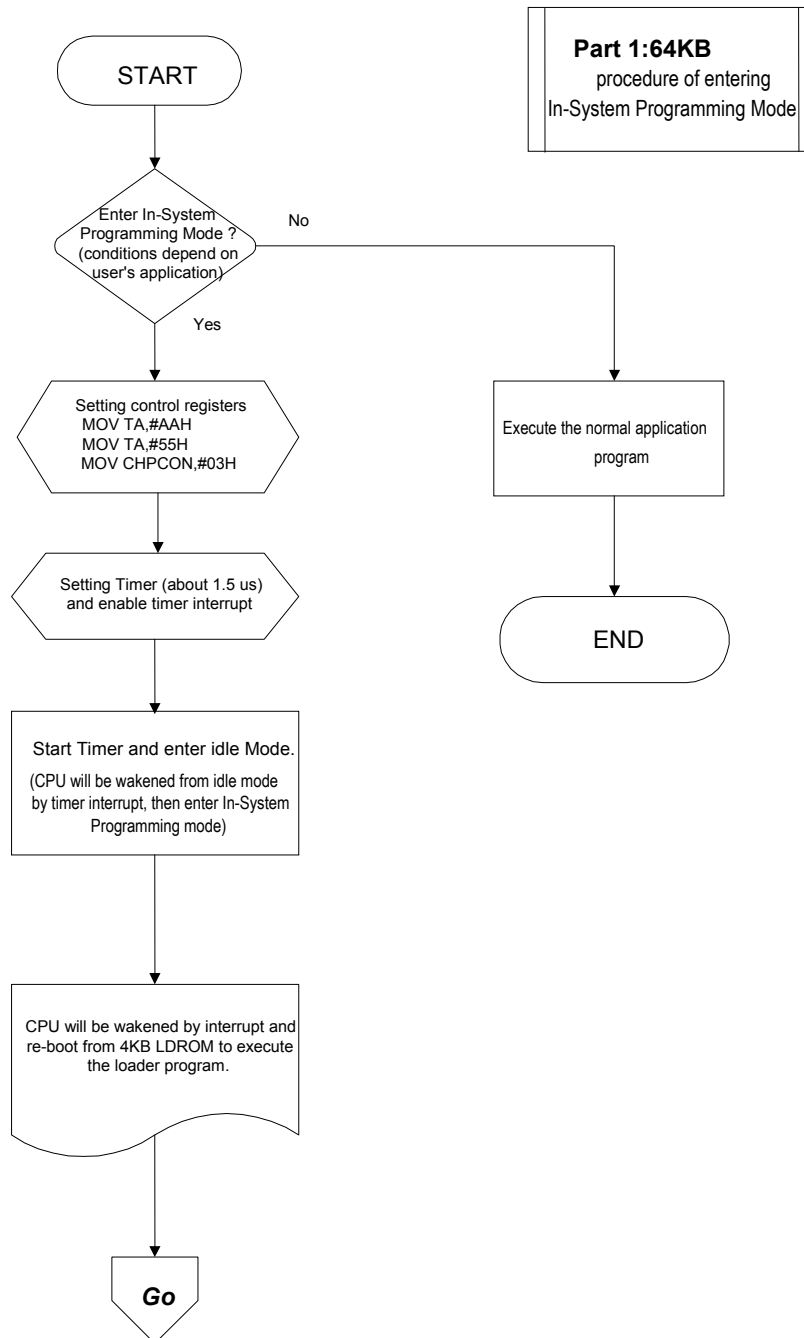 Part 1:64KB
procedure of entering
In-System Programming Mode
START
Enter In-System
Programming Mode ?
(conditions depend on
user's application)
No
Yes
Setting control registers
MOV TA,#AAH
MOV TA,#55H
MOV CHPCON,#03H
Execute the normal application
program
Setting Timer (about 1.5 us)
and enable timer interrupt
END
Start Timer and enter idle Mode.
(CPU will be wakened from idle mode
by timer interrupt, then enter In-System
Programming mode)
CPU will be wakened by interrupt and
re-boot from 4KB LDROM to execute
the loader program.
Go